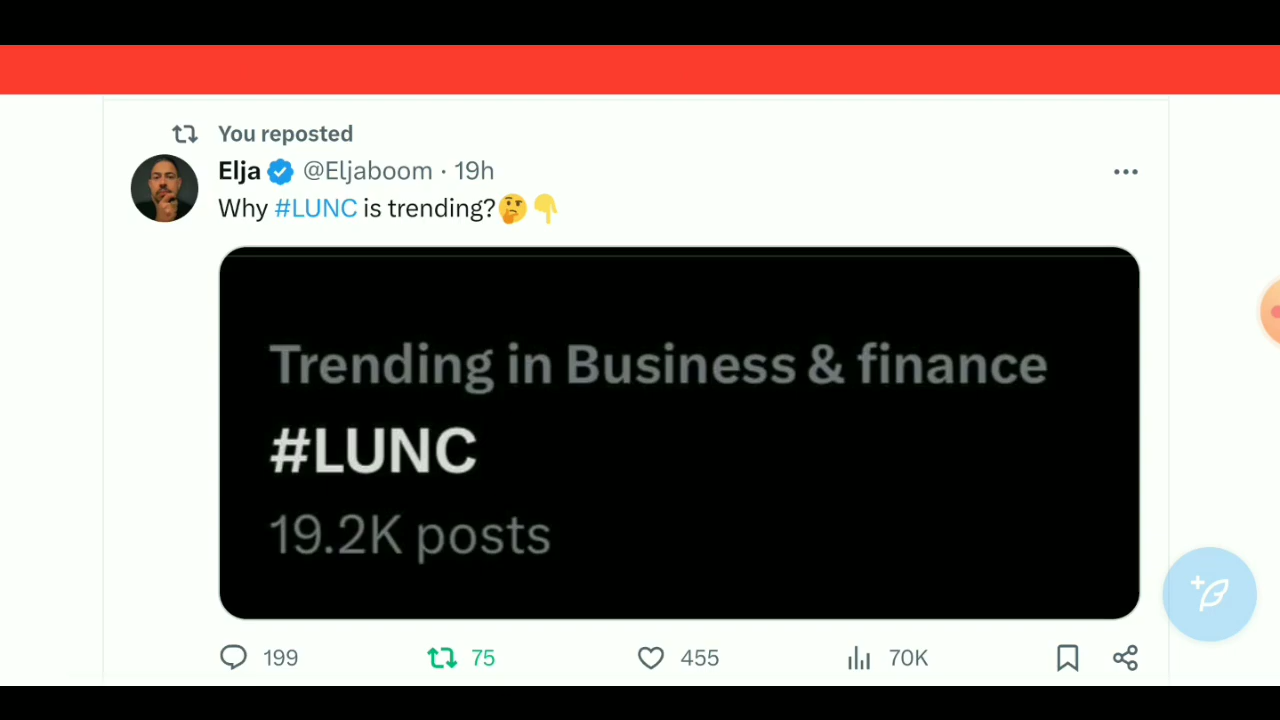 You reposted
Elja @Eljaboom · 19h
Why #LUNC is trending?🤔👇
Trending in Business & finance
#LUNC
19.2K posts
199 75 455 70K